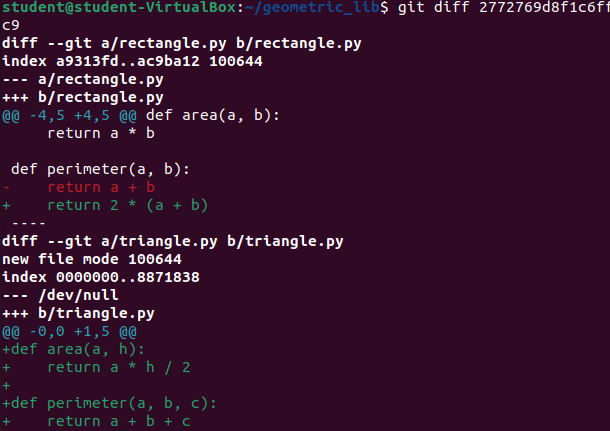 student@student-VirtualBox:~/geometric_lib$ git diff 2772769d8f1c6ff
c9
diff --git a/rectangle.py b/rectangle.py
index a9313fd..ac9ba12 100644
--- a/rectangle.py
+++ b/rectangle.py
@@ -4,5 +4,5 @@ def area(a, b):
     return a * b

 def perimeter(a, b):
-    return a + b
+    return 2 * (a + b)
 ----
diff --git a/triangle.py b/triangle.py
new file mode 100644
index 0000000..8871838
--- /dev/null
+++ b/triangle.py
@@ -0,0 +1,5 @@
+def area(a, h):
+    return a * h / 2
+
+def perimeter(a, b, c):
+    return a + b + c